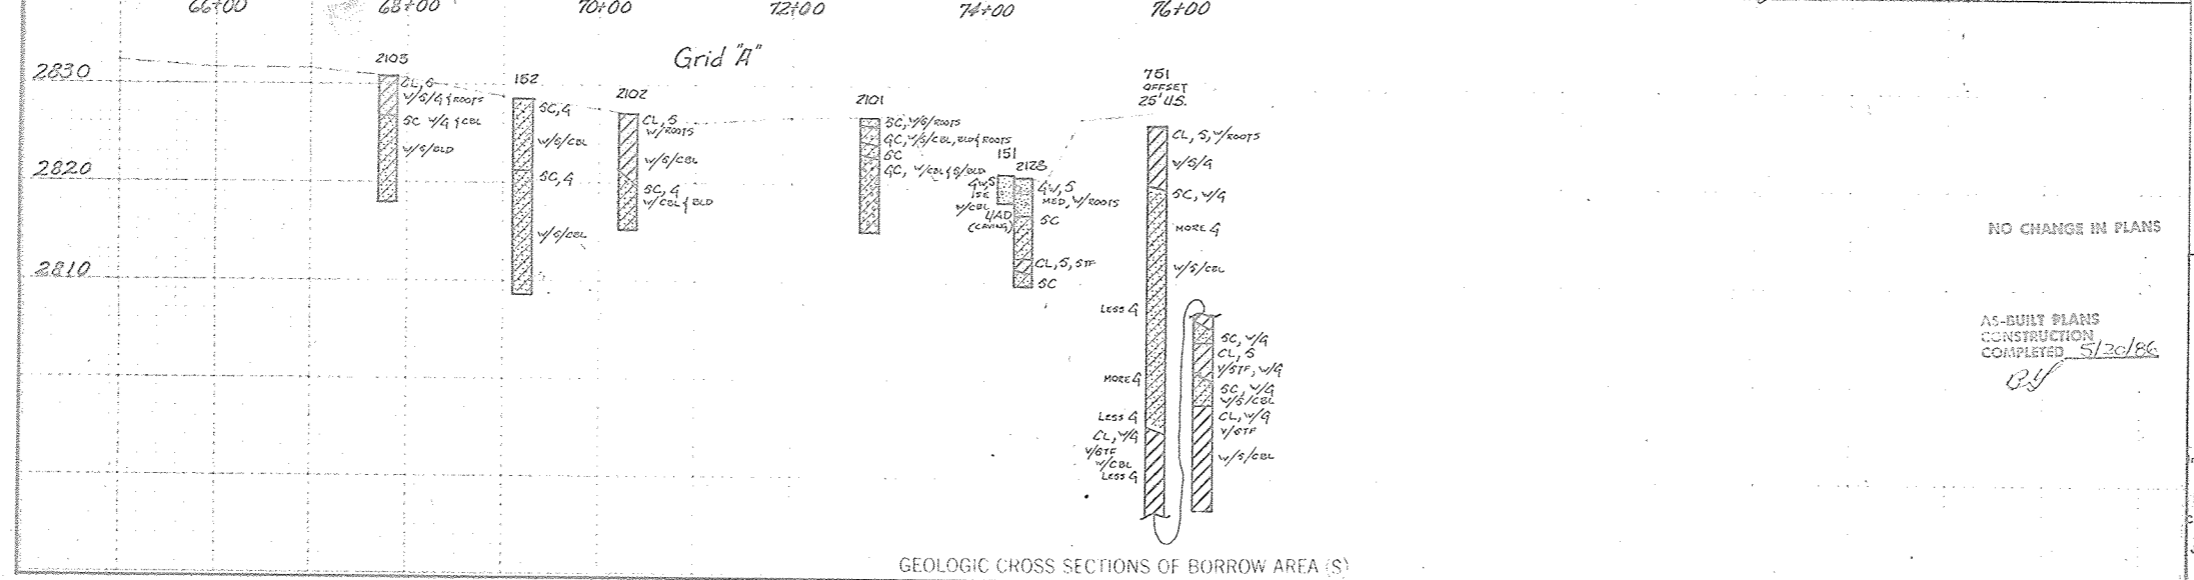 66+00 68+00 70+00 72+00 74+00 76+00
Grid "A"
2830
2820
2810
2103
CL, S
W/S/G & ROOTS
SC W/G & CBL
W/S/BLD
152
SC, G
W/S/CBL
SC, G
W/S/CBL
2102
CL, S
W/ROOTS
W/S/CBL
SC, G
W/CBL & BLD
2101
SC, W/S/ROOTS
GC, W/S/CBL, BLD & ROOTS
SC
GC, W/CBL & S/BLD
151
GW, S
W/CBL
(CAVING)
2123
GW, S
MED, W/ROOTS
SC
CL, S, STF
SC
751
OFFSET
25' U.S.
CL, S, W/ROOTS
W/S/G
SC, W/G
MORE G
W/S/CBL
LESS G
MORE G
LESS G
CL, W/G
V/STF
W/CBL
LESS G
SC, W/G
CL, S
V/STF, W/G
SC, W/G
W/S/CBL
CL, W/G
V/STF
W/S/CBL
NO CHANGE IN PLANS
AS-BUILT PLANS
CONSTRUCTION
COMPLETED 5/20/86
GEOLOGIC CROSS SECTIONS OF BORROW AREA (S)